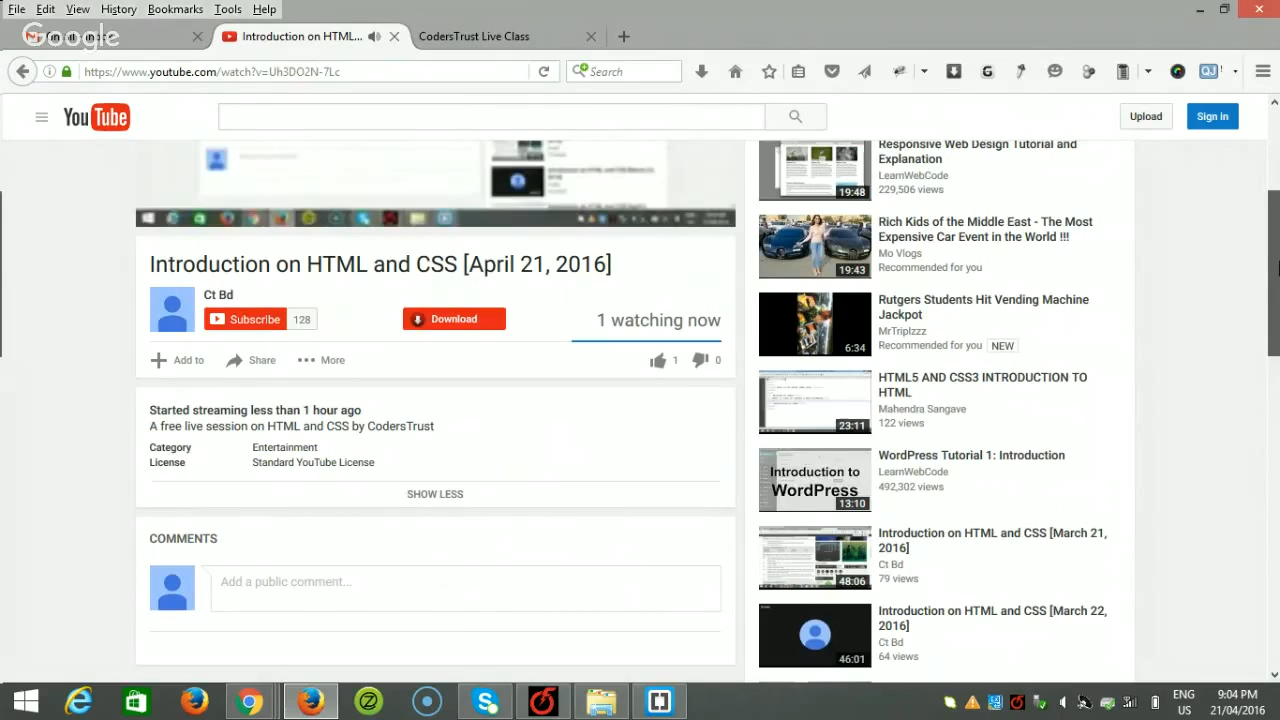 File Edit View History Bookmarks Tools Help
Google
Introduction on HTML...
CodersTrust Live Class
https://www.youtube.com/watch?v=Uh3DO2N-7Lc
Search
G
QJ
YouTube
Upload
Sign in
Introduction on HTML and CSS [April 21, 2016]
Ct Bd
Subscribe 128
Download
1 watching now
Add to Share More
1 0
Started streaming less than 1 hour ago
A free live session on HTML and CSS by CodersTrust
Category Entertainment
License Standard YouTube License
SHOW LESS
COMMENTS
Add a public comment...
Responsive Web Design Tutorial and
Explanation
LearnWebCode
229,506 views
19:48
Rich Kids of the Middle East - The Most
Expensive Car Event in the World !!!
Mo Vlogs
Recommended for you
19:43
Rutgers Students Hit Vending Machine
Jackpot
MrTriplzzz
Recommended for you NEW
6:34
HTML5 AND CSS3 INTRODUCTION TO
HTML
Mahendra Sangave
122 views
23:11
WordPress Tutorial 1: Introduction
LearnWebCode
492,302 views
Introduction to
WordPress
13:10
Introduction on HTML and CSS [March 21,
2016]
Ct Bd
79 views
48:06
Introduction on HTML and CSS [March 22,
2016]
Ct Bd
64 views
46:01
ENG
US
9:04 PM
21/04/2016